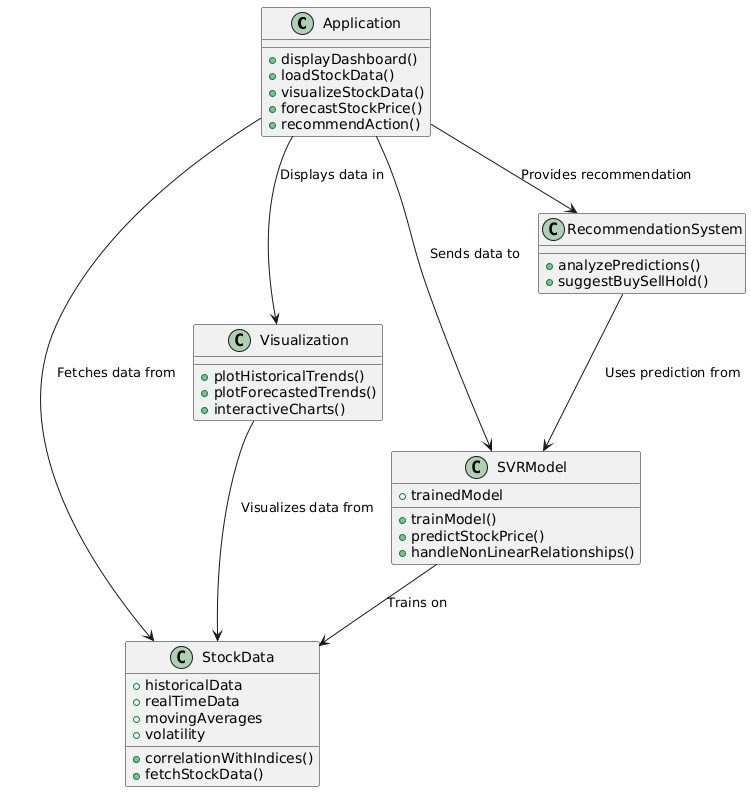 C Application
displayDashboard()
loadStockData()
visualizeStockData()
forecastStockPrice()
recommendAction()
Displays data in
Provides recommendation
C RecommendationSystem
analyzePredictions()
suggestBuySellHold()
Sends data to
C Visualization
plotHistoricalTrends()
plotForecastedTrends()
interactiveCharts()
Fetches data from
Uses prediction from
C SVRModel
trainedModel
trainModel()
predictStockPrice()
handleNonLinearRelationships()
Visualizes data from
Trains on
C StockData
historicalData
realTimeData
movingAverages
volatility
correlationWithIndices()
fetchStockData()